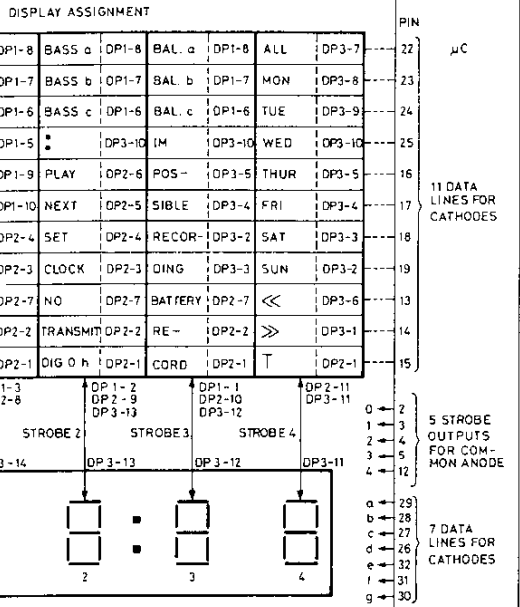 DISPLAY ASSIGNMENT
PIN
DP1-8 BASS a DP1-8 BAL. a DP1-8 ALL DP3-7 22 µC
DP1-7 BASS b DP1-7 BAL. b DP1-7 MON DP3-8 23
DP1-6 BASS c DP1-6 BAL. c DP1-6 TUE DP3-9 24
DP1-5 : DP3-10 IM DP3-10 WED DP3-10 25
DP1-9 PLAY DP2-6 POS- DP3-5 THUR DP3-5 16
DP1-10 NEXT DP2-5 SIBLE DP3-4 FRI DP3-4 17
DP2-4 SET DP2-4 RECOR- DP3-2 SAT DP3-3 18
DP2-3 CLOCK DP2-3 DING DP3-3 SUN DP3-2 19
DP2-7 NO DP2-7 BATTERY DP2-7 << DP3-6 13
DP2-2 TRANSMIT DP2-2 RE- DP2-2 >> DP3-1 14
DP2-1 DIG 0 h DP2-1 CORD DP2-1 T DP2-1 15
11 DATA
LINES FOR
CATHODES
1-3 DP1-2 DP1-1 DP2-11
2-8 DP2-9 DP2-10 DP3-11
DP3-13 DP3-12
STROBE 2 STROBE 3 STROBE 4
3-14 DP3-13 DP3-12 DP3-11
0 2
1 3
2 4
3 5
4 12
5 STROBE
OUTPUTS
FOR COM-
MON ANODE
8:88
2 3 4
a 29
b 28
c 27
d 26
e 32
f 31
g 30
7 DATA
LINES FOR
CATHODES